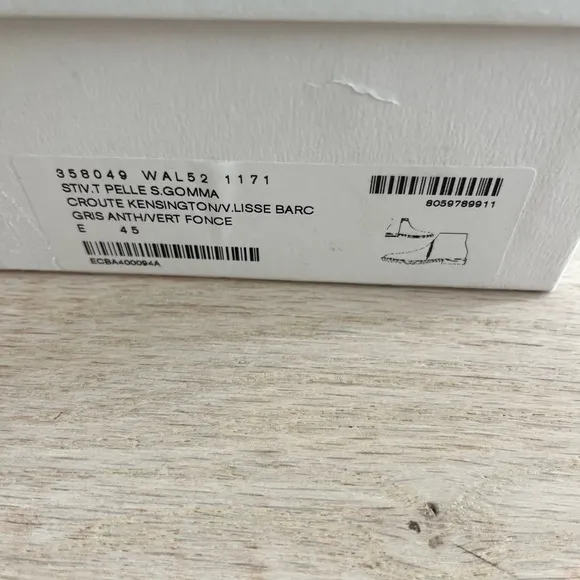 358049 WAL52 1171
STIV.T PELLE S.GOMMA
CROUTE KENSINGTON/V.LISSE BARC
GRIS ANTH/VERT FONCE
E 45
ECBA400094A
8059789911